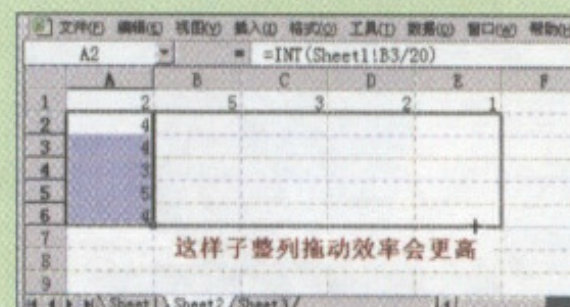 文件(F) 编辑(E) 视图(V) 插入(I) 格式(O) 工具(T) 数据(D) 窗口(W) 帮助(H)
A2 = =INT(Sheet1!B3/20)
A B C D E F
1 2 5 3 2 1
2 4
3 4
4 3
5 5
6 4
7
这样子整列拖动效率会更高
8
9
Sheet1 Sheet2 Sheet3